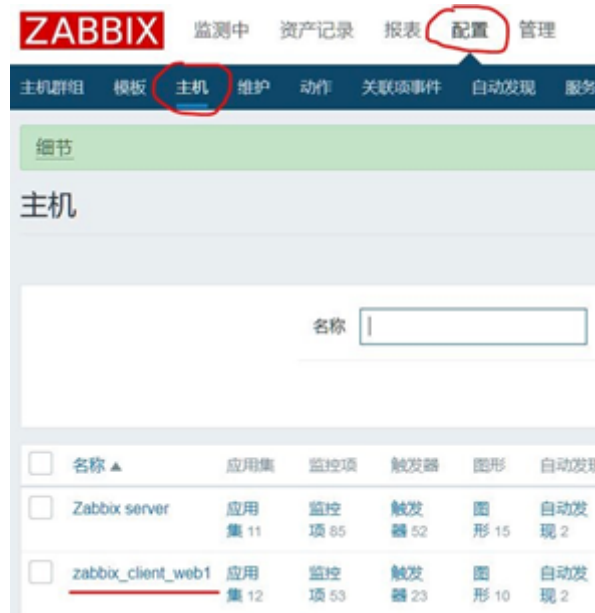 ZABBIX 监测中 资产记录 报表 配置 管理
主机群组 模板 主机 维护 动作 关联项事件 自动发现 服务
细节
主机
名称
名称▲ 应用集 监控项 触发器 图形 自动发现
Zabbix server 应用 监控 触发 图 自动发
集 11 项 85 器 52 形 15 现 2
zabbix_client_web1 应用 监控 触发 图 自动发
集 12 项 53 器 23 形 10 现 2